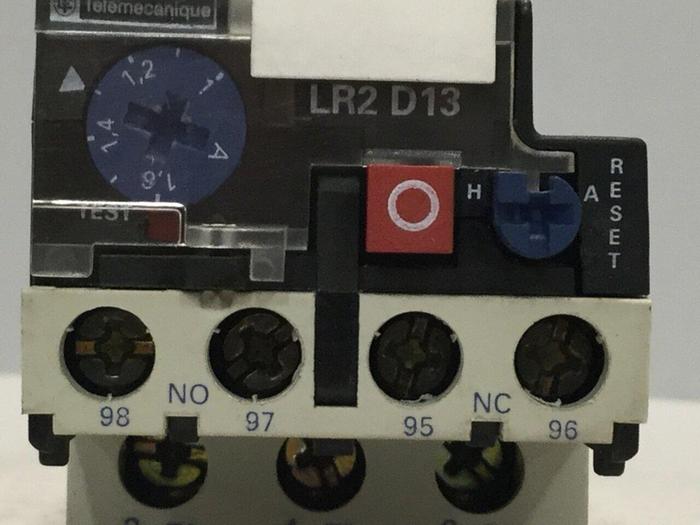 Telemecanique
LR2 D13
1,2
1
1,4
A
1,6
TEST
H
A
RESET
NO
NC
98
97
95
96